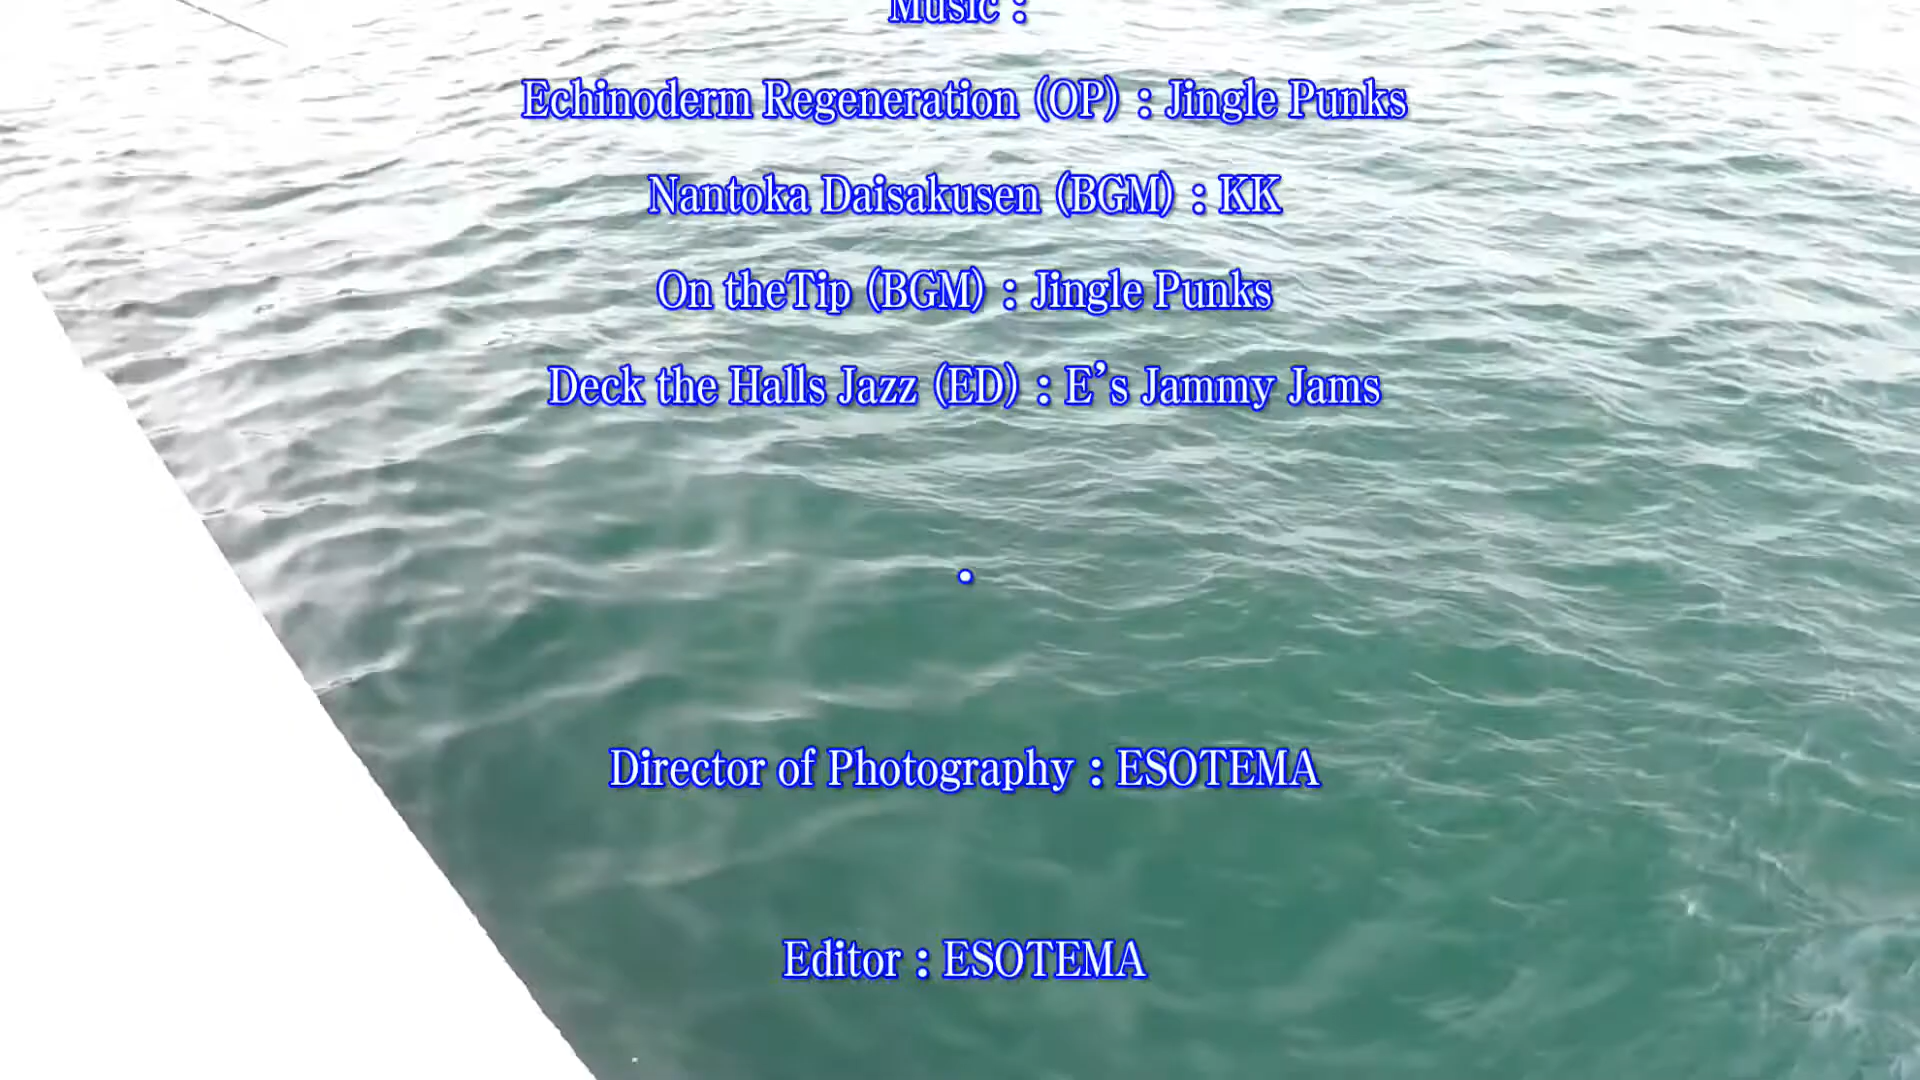 Music :
Echinoderm Regeneration (OP) : Jingle Punks
Nantoka Daisakusen (BGM) : KK
On theTip (BGM) : Jingle Punks
Deck the Halls Jazz (ED) : E's Jammy Jams
.
Director of Photography : ESOTEMA
Editor : ESOTEMA